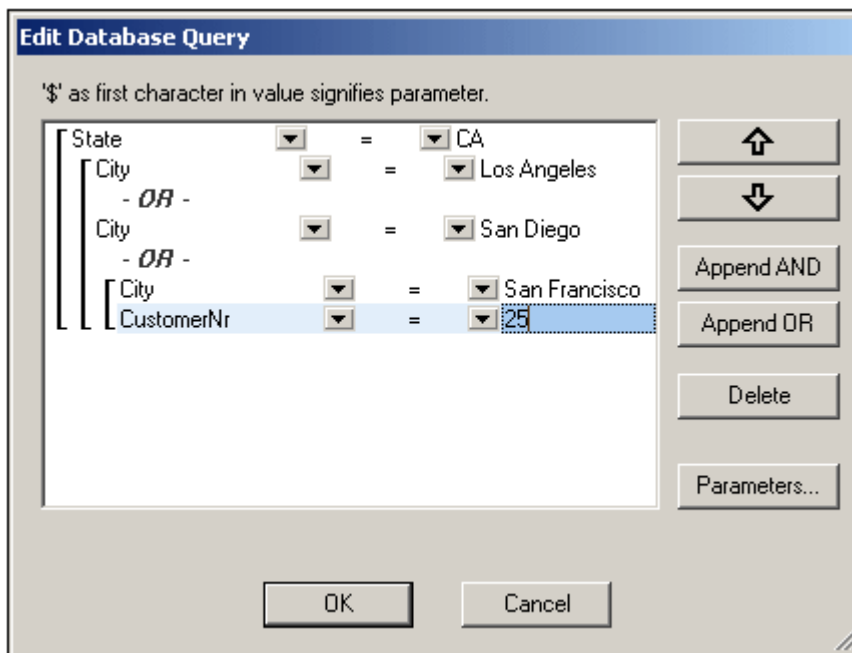 Edit Database Query
'$' as first character in value signifies parameter.
State = CA
City = Los Angeles
- OR -
City = San Diego
- OR -
City = San Francisco
CustomerNr = 25
Append AND
Append OR
Delete
Parameters...
OK Cancel